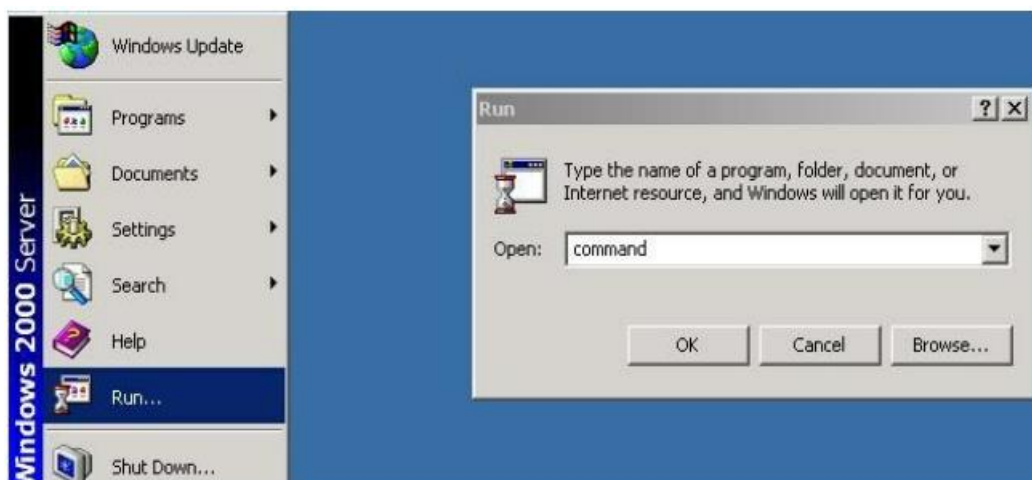 Windows Update
Programs
Documents
Settings
Search
Help
Run...
Shut Down...
Windows 2000 Server
Run
Type the name of a program, folder, document, or
Internet resource, and Windows will open it for you.
Open:
command
OK
Cancel
Browse...